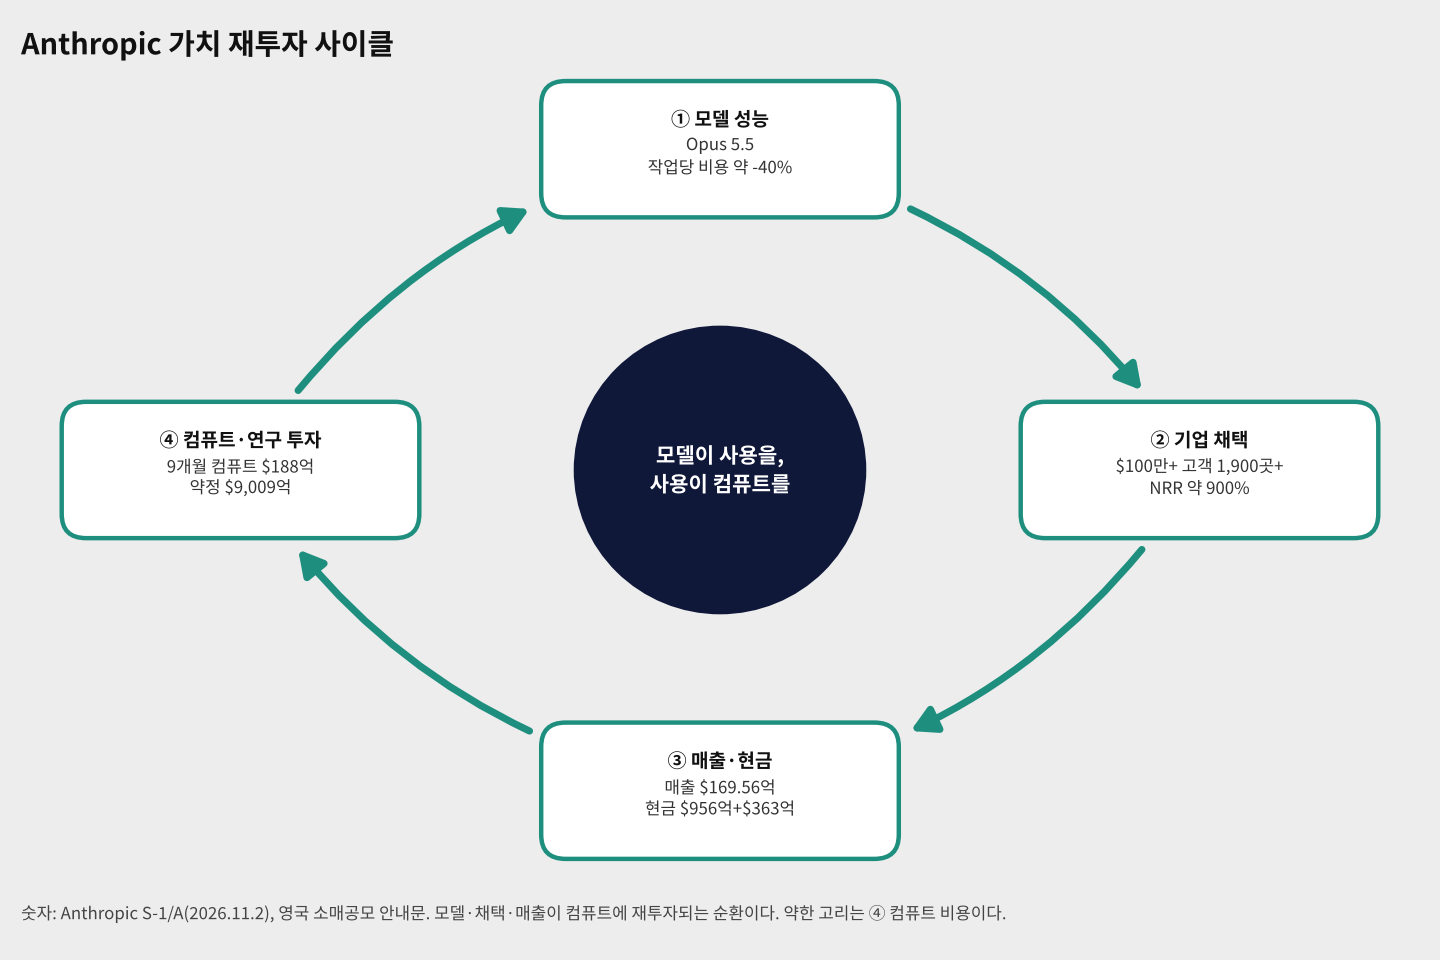 Anthropic 가치 재투자 사이클
① 모델 성능
Opus 5.5
작업당 비용 약 -40%
④ 컴퓨트·연구 투자
9개월 컴퓨트 $188억
약정 $9,009억
모델이 사용을,
사용이 컴퓨트를
② 기업 채택
$100만+ 고객 1,900곳+
NRR 약 900%
③ 매출·현금
매출 $169.56억
현금 $956억+$363억
숫자: Anthropic S-1/A(2026.11.2), 영국 소매공모 안내문. 모델·채택·매출이 컴퓨트에 재투자되는 순환이다. 약한 고리는 ④ 컴퓨트 비용이다.